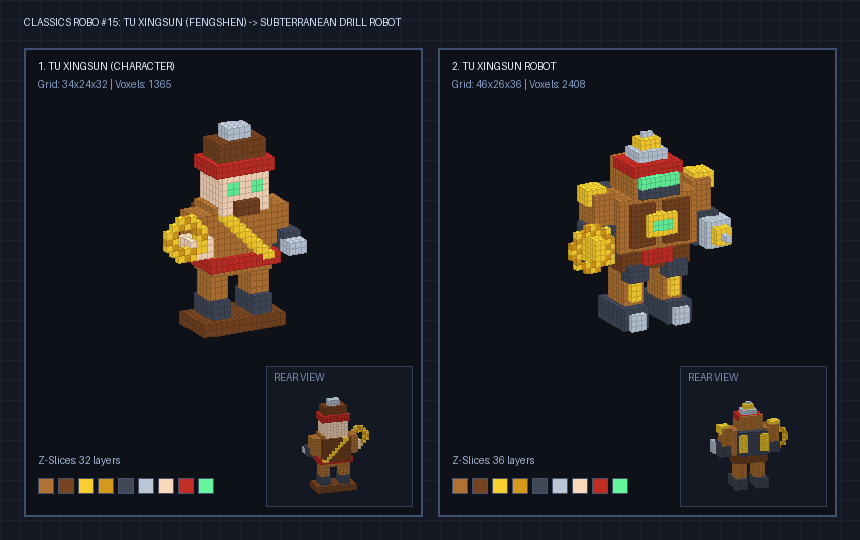 CLASSICS ROBO #15: TU XINGSUN (FENGSHEN) -> SUBTERRANEAN DRILL ROBOT
1. TU XINGSUN (CHARACTER)
Grid: 34x24x32 | Voxels: 1365
REAR VIEW
Z-Slices: 32 layers
2. TU XINGSUN ROBOT
Grid: 46x26x36 | Voxels: 2408
REAR VIEW
Z-Slices: 36 layers